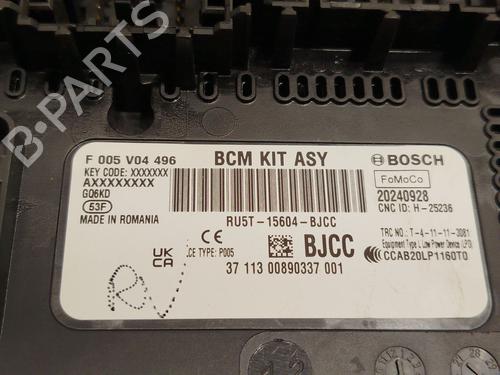 F 005 V04 496
BCM KIT ASY
BOSCH
KEY CODE: XXXXXXX
AXXXXXXXXX
GQ6KD
53F
MADE IN ROMANIA
FoMoCo
20240928
CNC ID: H-25236
RU5T-15604-BJCC
UK
CA
CE
CE TYPE: P005
BJCC
37 113 00890337 001
TRC NO.: T-4-11-11-3081
Equipment Type L Low Power Device (LPD)
CCAB20LP1160T0
B-PARTS